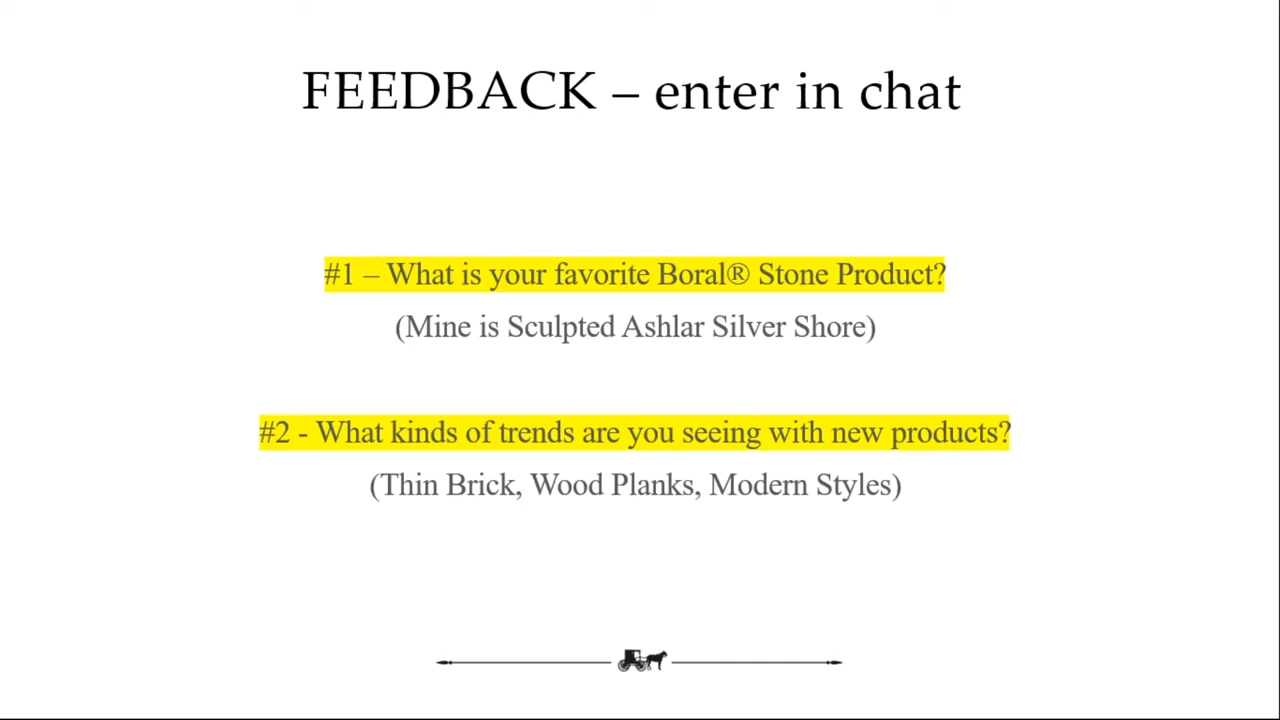 FEEDBACK – enter in chat
#1 – What is your favorite Boral® Stone Product?
(Mine is Sculpted Ashlar Silver Shore)
#2 - What kinds of trends are you seeing with new products?
(Thin Brick, Wood Planks, Modern Styles)